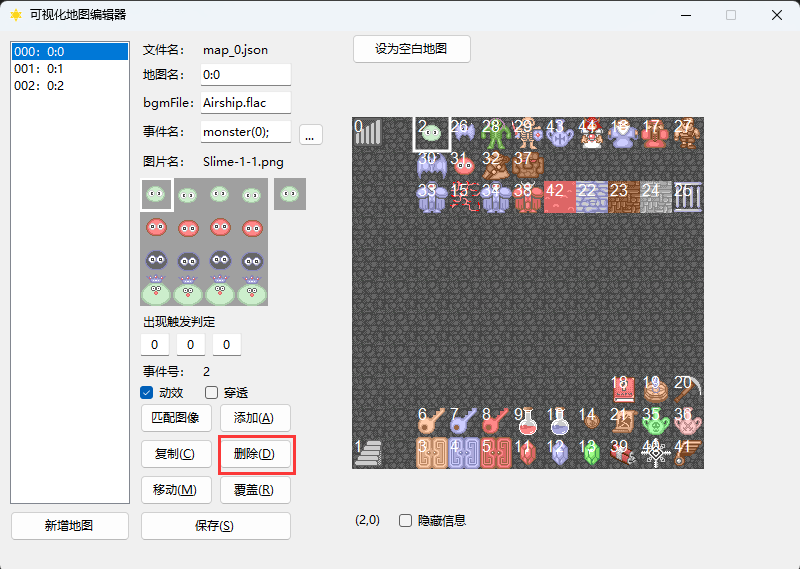 可视化地图编辑器
000: 0:0
001: 0:1
002: 0:2
文件名: map_0.json
地图名: 0:0
bgmFile: Airship.flac
事件名: monster(0); ...
图片名: Slime-1-1.png
出现触发判定
0 0 0
事件号: 2
动效 穿透
匹配图像 添加(A)
复制(C) 删除(D)
移动(M) 覆盖(R)
新增地图 保存(S)
设为空白地图
0 2 26 28 29 43 44 16 17 27
30 31 32 37
33 15 34 38 42 22 23 24 25
18 19 20
6 7 8 9 10 14 21 35 36
1 3 4 5 11 12 13 39 40 41
(2,0) 隐藏信息